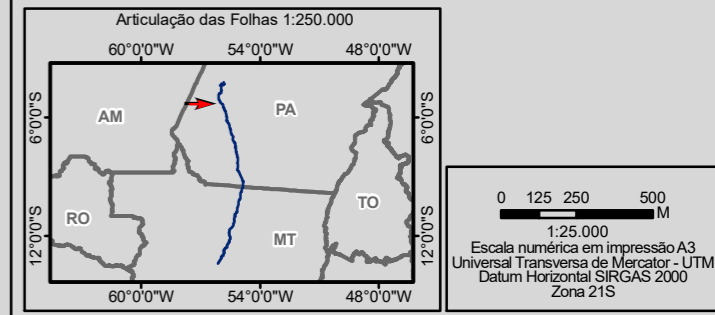 Articulação das Folhas 1:250.000
60°0'0"W 54°0'0"W 48°0'0"W
6°0'0"S AM PA 6°0'0"S
RO TO
12°0'0"S MT 12°0'0"S
60°0'0"W 54°0'0"W 48°0'0"W
0 125 250 500
M
1:25.000
Escala numérica em impressão A3
Universal Transversa de Mercator - UTM
Datum Horizontal SIRGAS 2000
Zona 21S